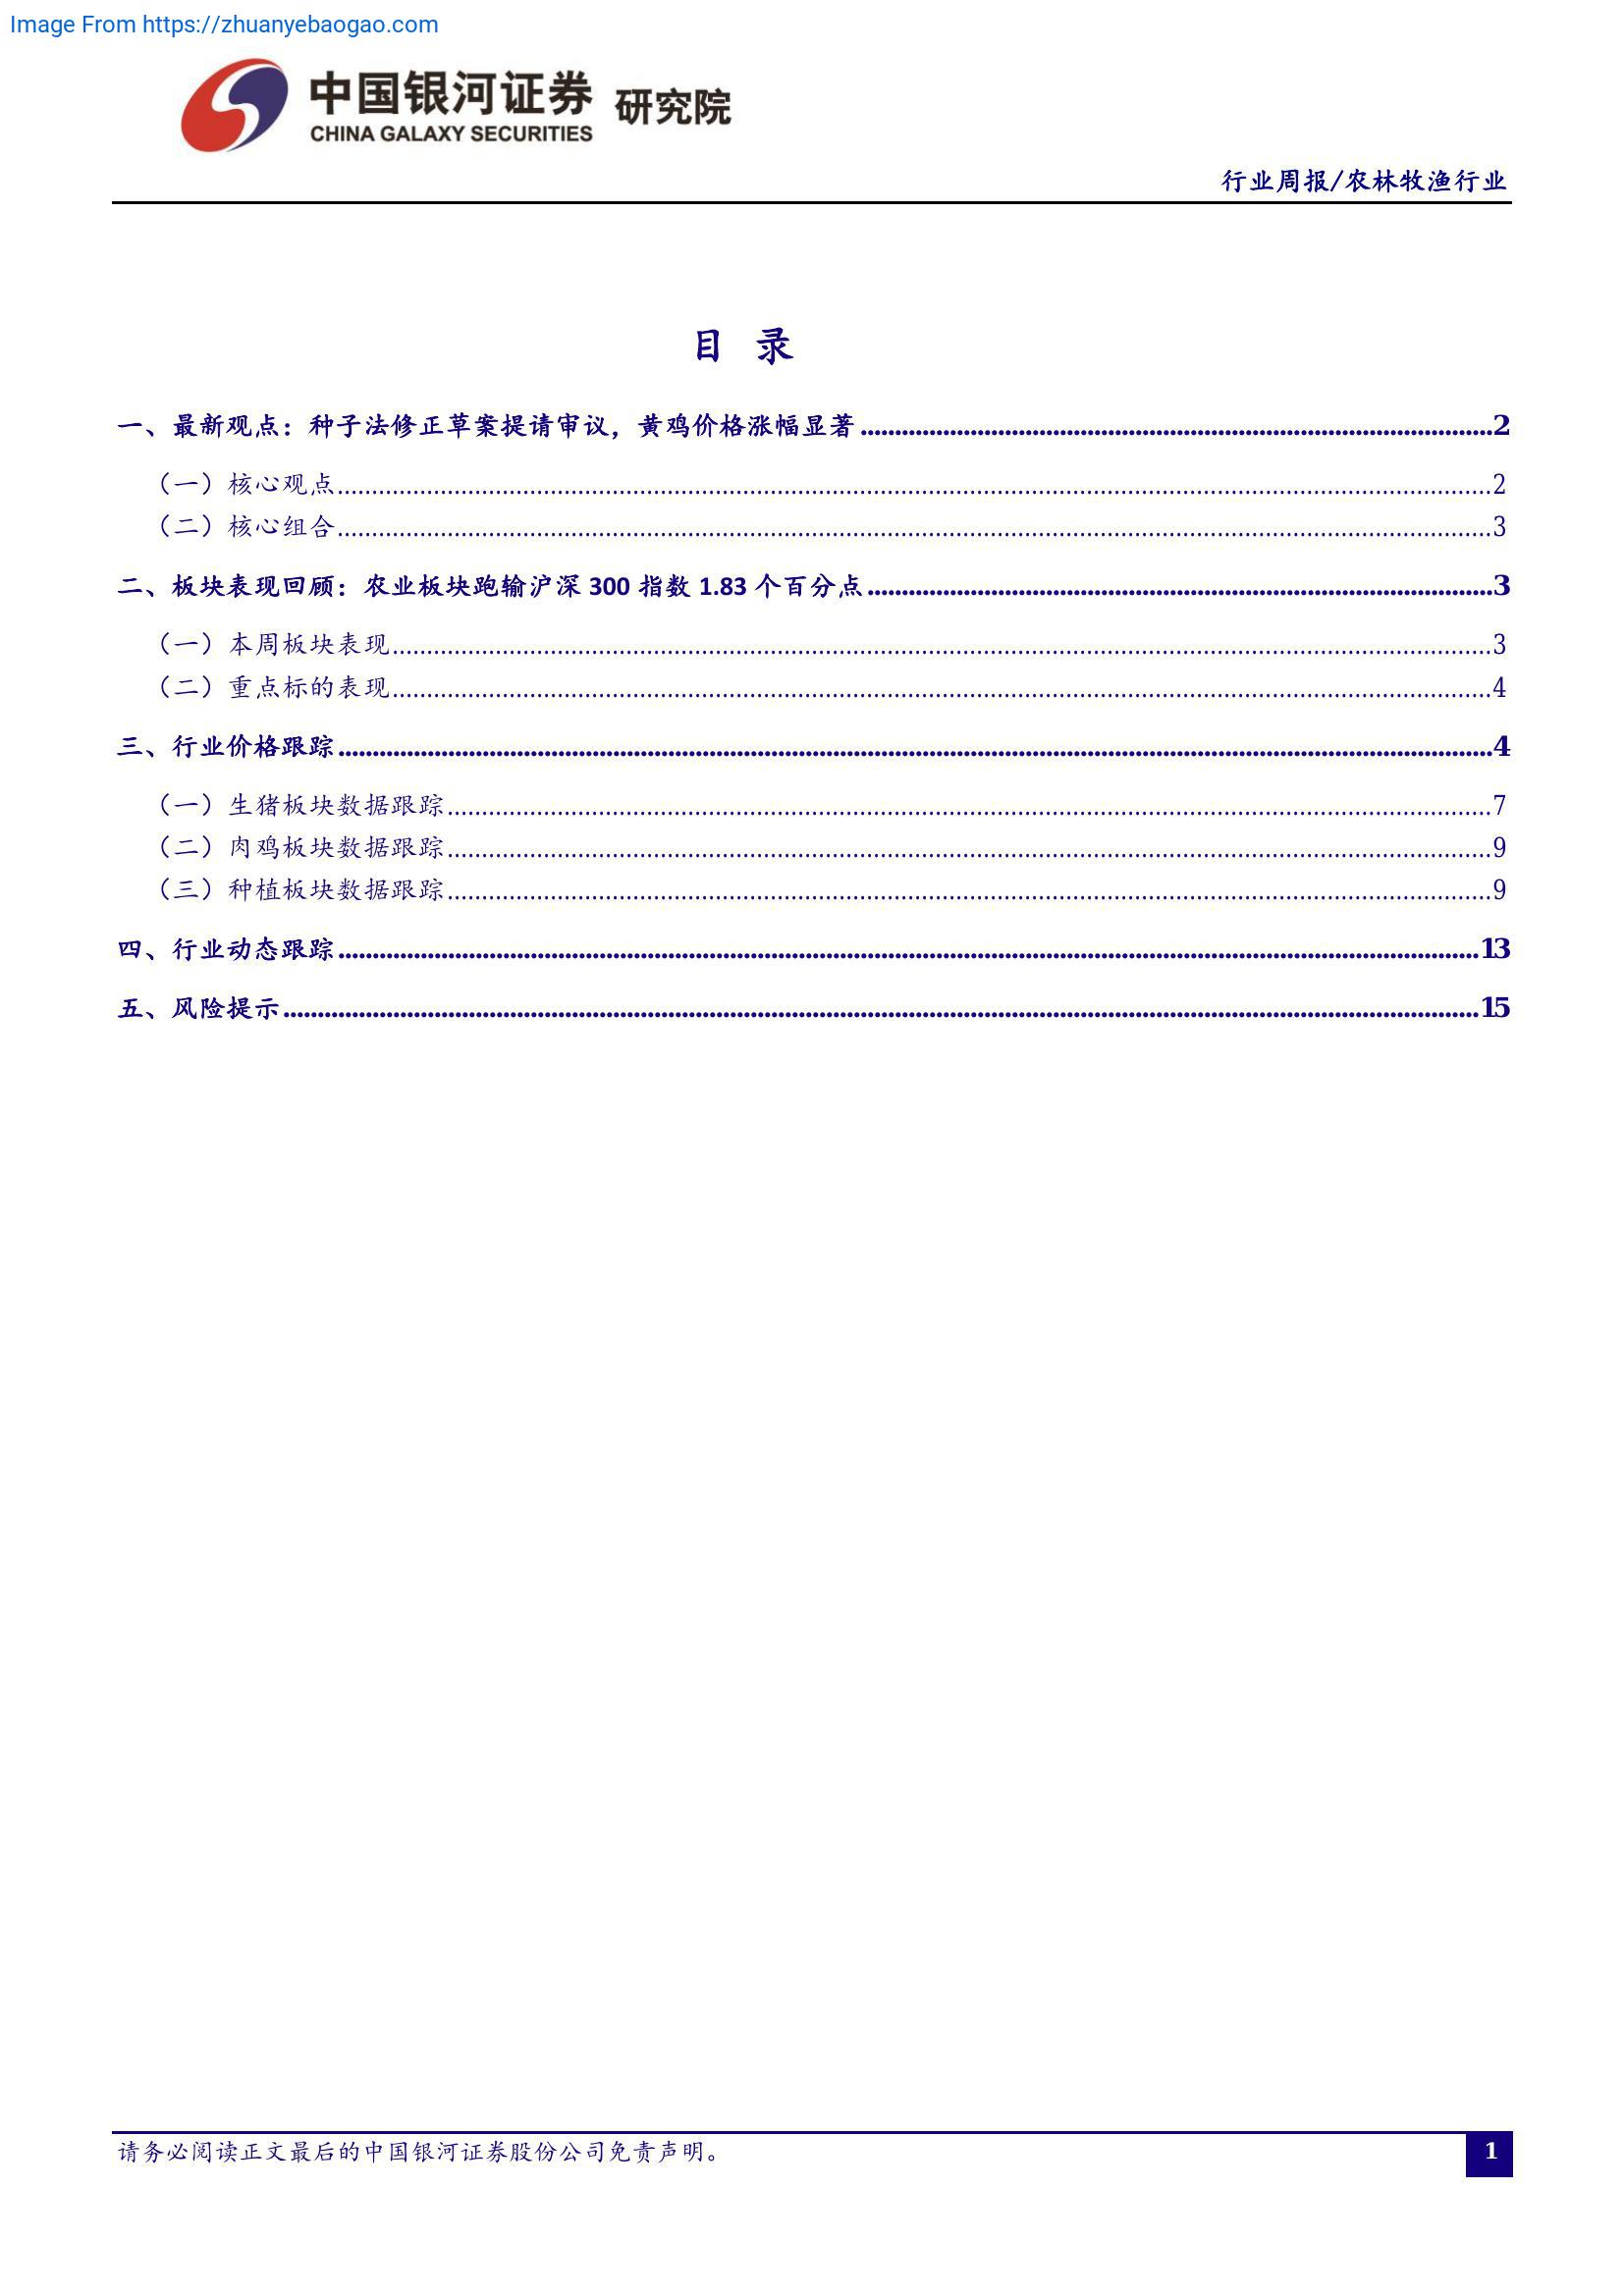 Image From https://zhuanyebaogao.com
中国银河证券 研究院
CHINA GALAXY SECURITIES
行业周报/农林牧渔行业
目 录
一、最新观点：种子法修正草案提请审议，黄鸡价格涨幅显著 2
（一）核心观点 2
（二）核心组合 3
二、板块表现回顾：农业板块跑输沪深 300 指数 1.83 个百分点 3
（一）本周板块表现 3
（二）重点标的表现 4
三、行业价格跟踪 4
（一）生猪板块数据跟踪 7
（二）肉鸡板块数据跟踪 9
（三）种植板块数据跟踪 9
四、行业动态跟踪 13
五、风险提示 15
请务必阅读正文最后的中国银河证券股份公司免责声明。 1